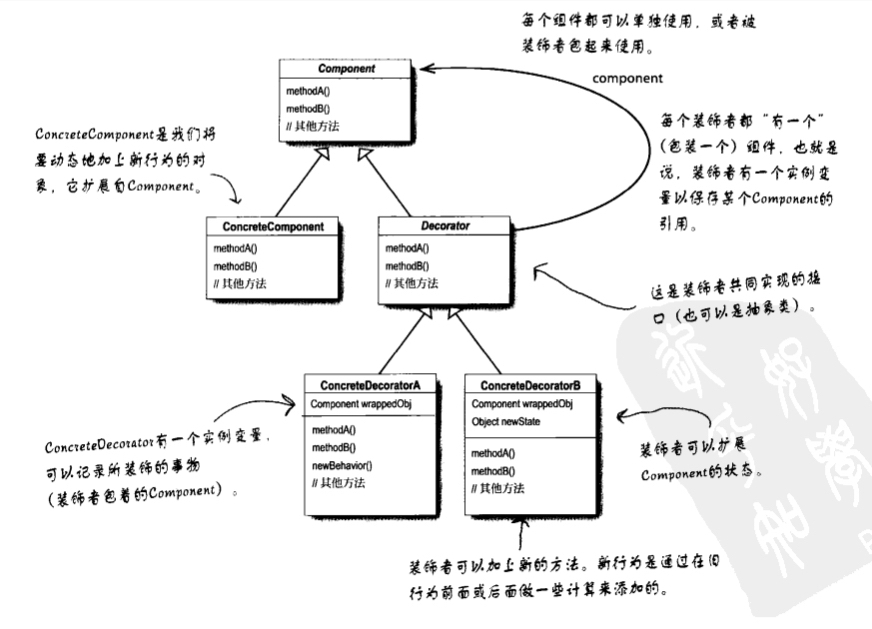 每个组件都可以单独使用，或者被
装饰者包起来使用。
Component
methodA()
methodB()
// 其他方法
component
每个装饰者都“有一个”
(包装一个) 组件，也就是
说，装饰者有一个实例变
量以保存某个Component的
引用。
ConcreteComponent是我们将
要动态地加上新行为的对
象，它扩展自Component。
ConcreteComponent
methodA()
methodB()
// 其他方法
Decorator
methodA()
methodB()
// 其他方法
这是装饰者共同实现的接
口（也可以是抽象类）。
ConcreteDecoratorA
Component wrappedObj
methodA()
methodB()
newBehavior()
// 其他方法
ConcreteDecoratorB
Component wrappedObj
Object newState
methodA()
methodB()
// 其他方法
ConcreteDecorator有一个实例变量，
可以记录所装饰的事物
（装饰者包着的Component）。
装饰者可以扩展
Component的状态。
装饰者可以加上新的方法。新行为是通过在旧
行为前面或后面做一些计算来添加的。